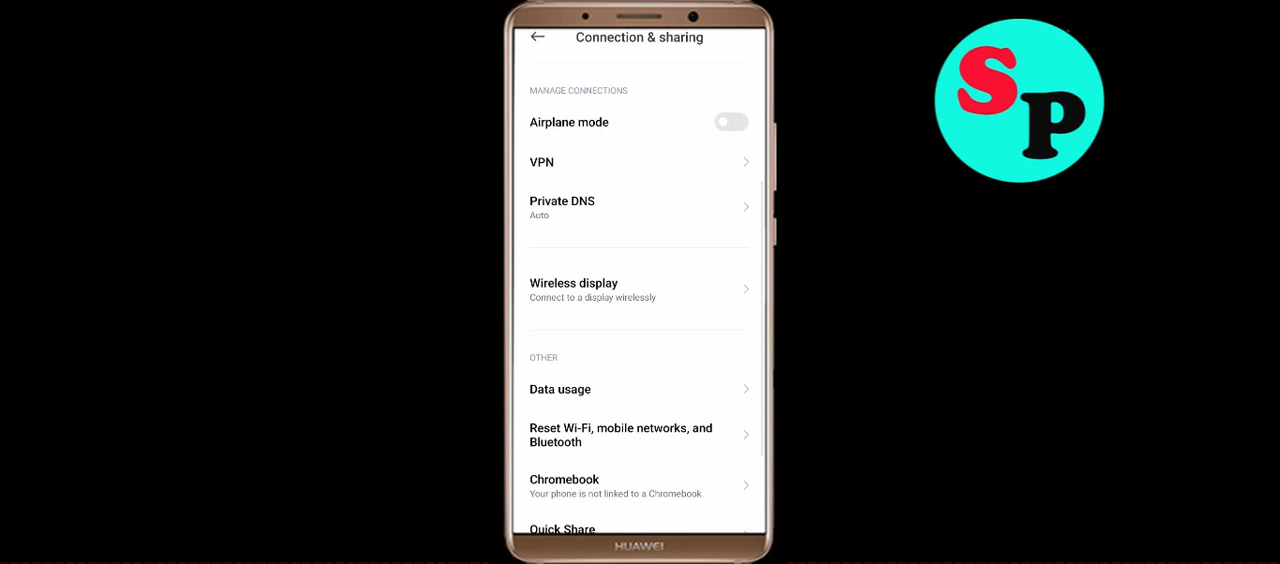 Connection & sharing
MANAGE CONNECTIONS
Airplane mode
VPN
Private DNS
Auto
Wireless display
Connect to a display wirelessly
OTHER
Data usage
Reset Wi-Fi, mobile networks, and
Bluetooth
Chromebook
Your phone is not linked to a Chromebook
Quick Share
HUAWEI
SP